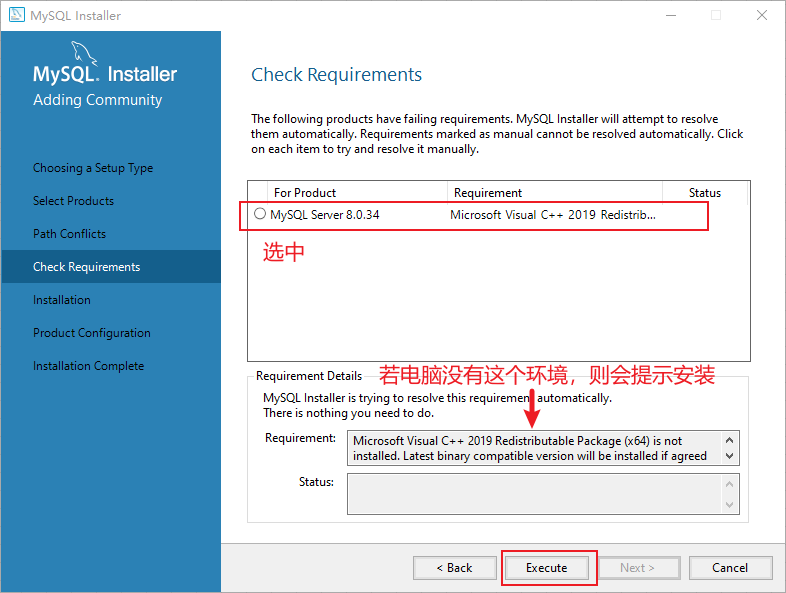 MySQL Installer
MySQL. Installer
Adding Community
Choosing a Setup Type
Select Products
Path Conflicts
Check Requirements
Installation
Product Configuration
Installation Complete
Check Requirements
The following products have failing requirements. MySQL Installer will attempt to resolve
them automatically. Requirements marked as manual cannot be resolved automatically. Click
on each item to try and resolve it manually.
For Product Requirement Status
MySQL Server 8.0.34 Microsoft Visual C++ 2019 Redistrib...
选中
若电脑没有这个环境，则会提示安装
Requirement Details
MySQL Installer is trying to resolve this requirement automatically.
There is nothing you need to do.
Requirement: Microsoft Visual C++ 2019 Redistributable Package (x64) is not
installed. Latest binary compatible version will be installed if agreed
Status:
< Back Execute Next > Cancel